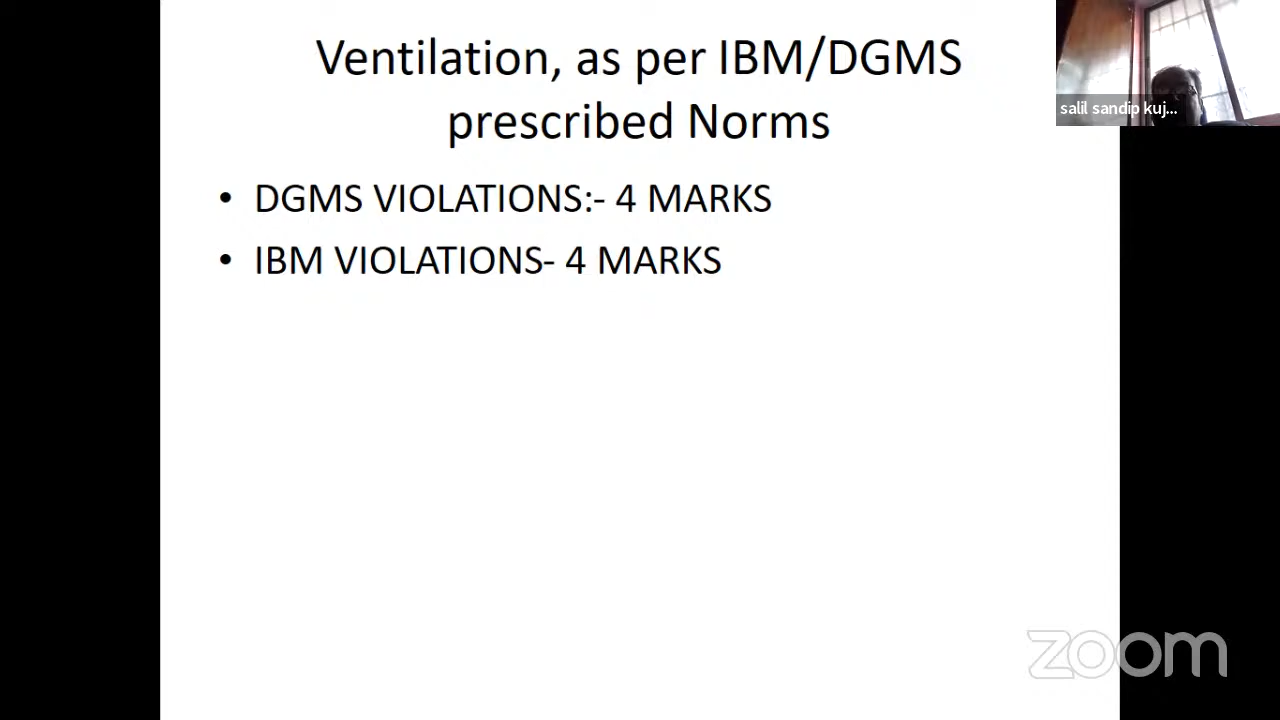 Ventilation, as per IBM/DGMS
prescribed Norms
• DGMS VIOLATIONS:- 4 MARKS
• IBM VIOLATIONS- 4 MARKS
salil sandip kuj...
zoom